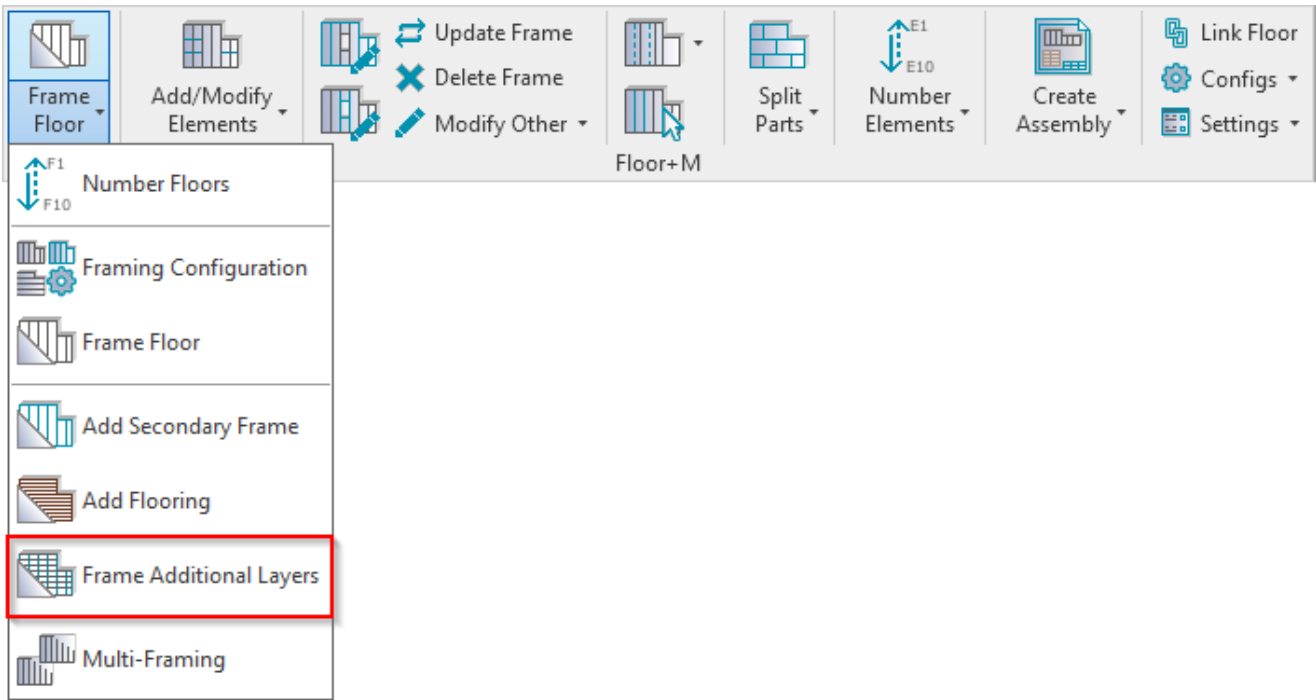 Frame
Floor
Add/Modify
Elements
Update Frame
Delete Frame
Modify Other
Split
Parts
E1
E10
Number
Elements
Create
Assembly
Link Floor
Configs
Settings
Floor+M
F1
F10
Number Floors
Framing Configuration
Frame Floor
Add Secondary Frame
Add Flooring
Frame Additional Layers
Multi-Framing